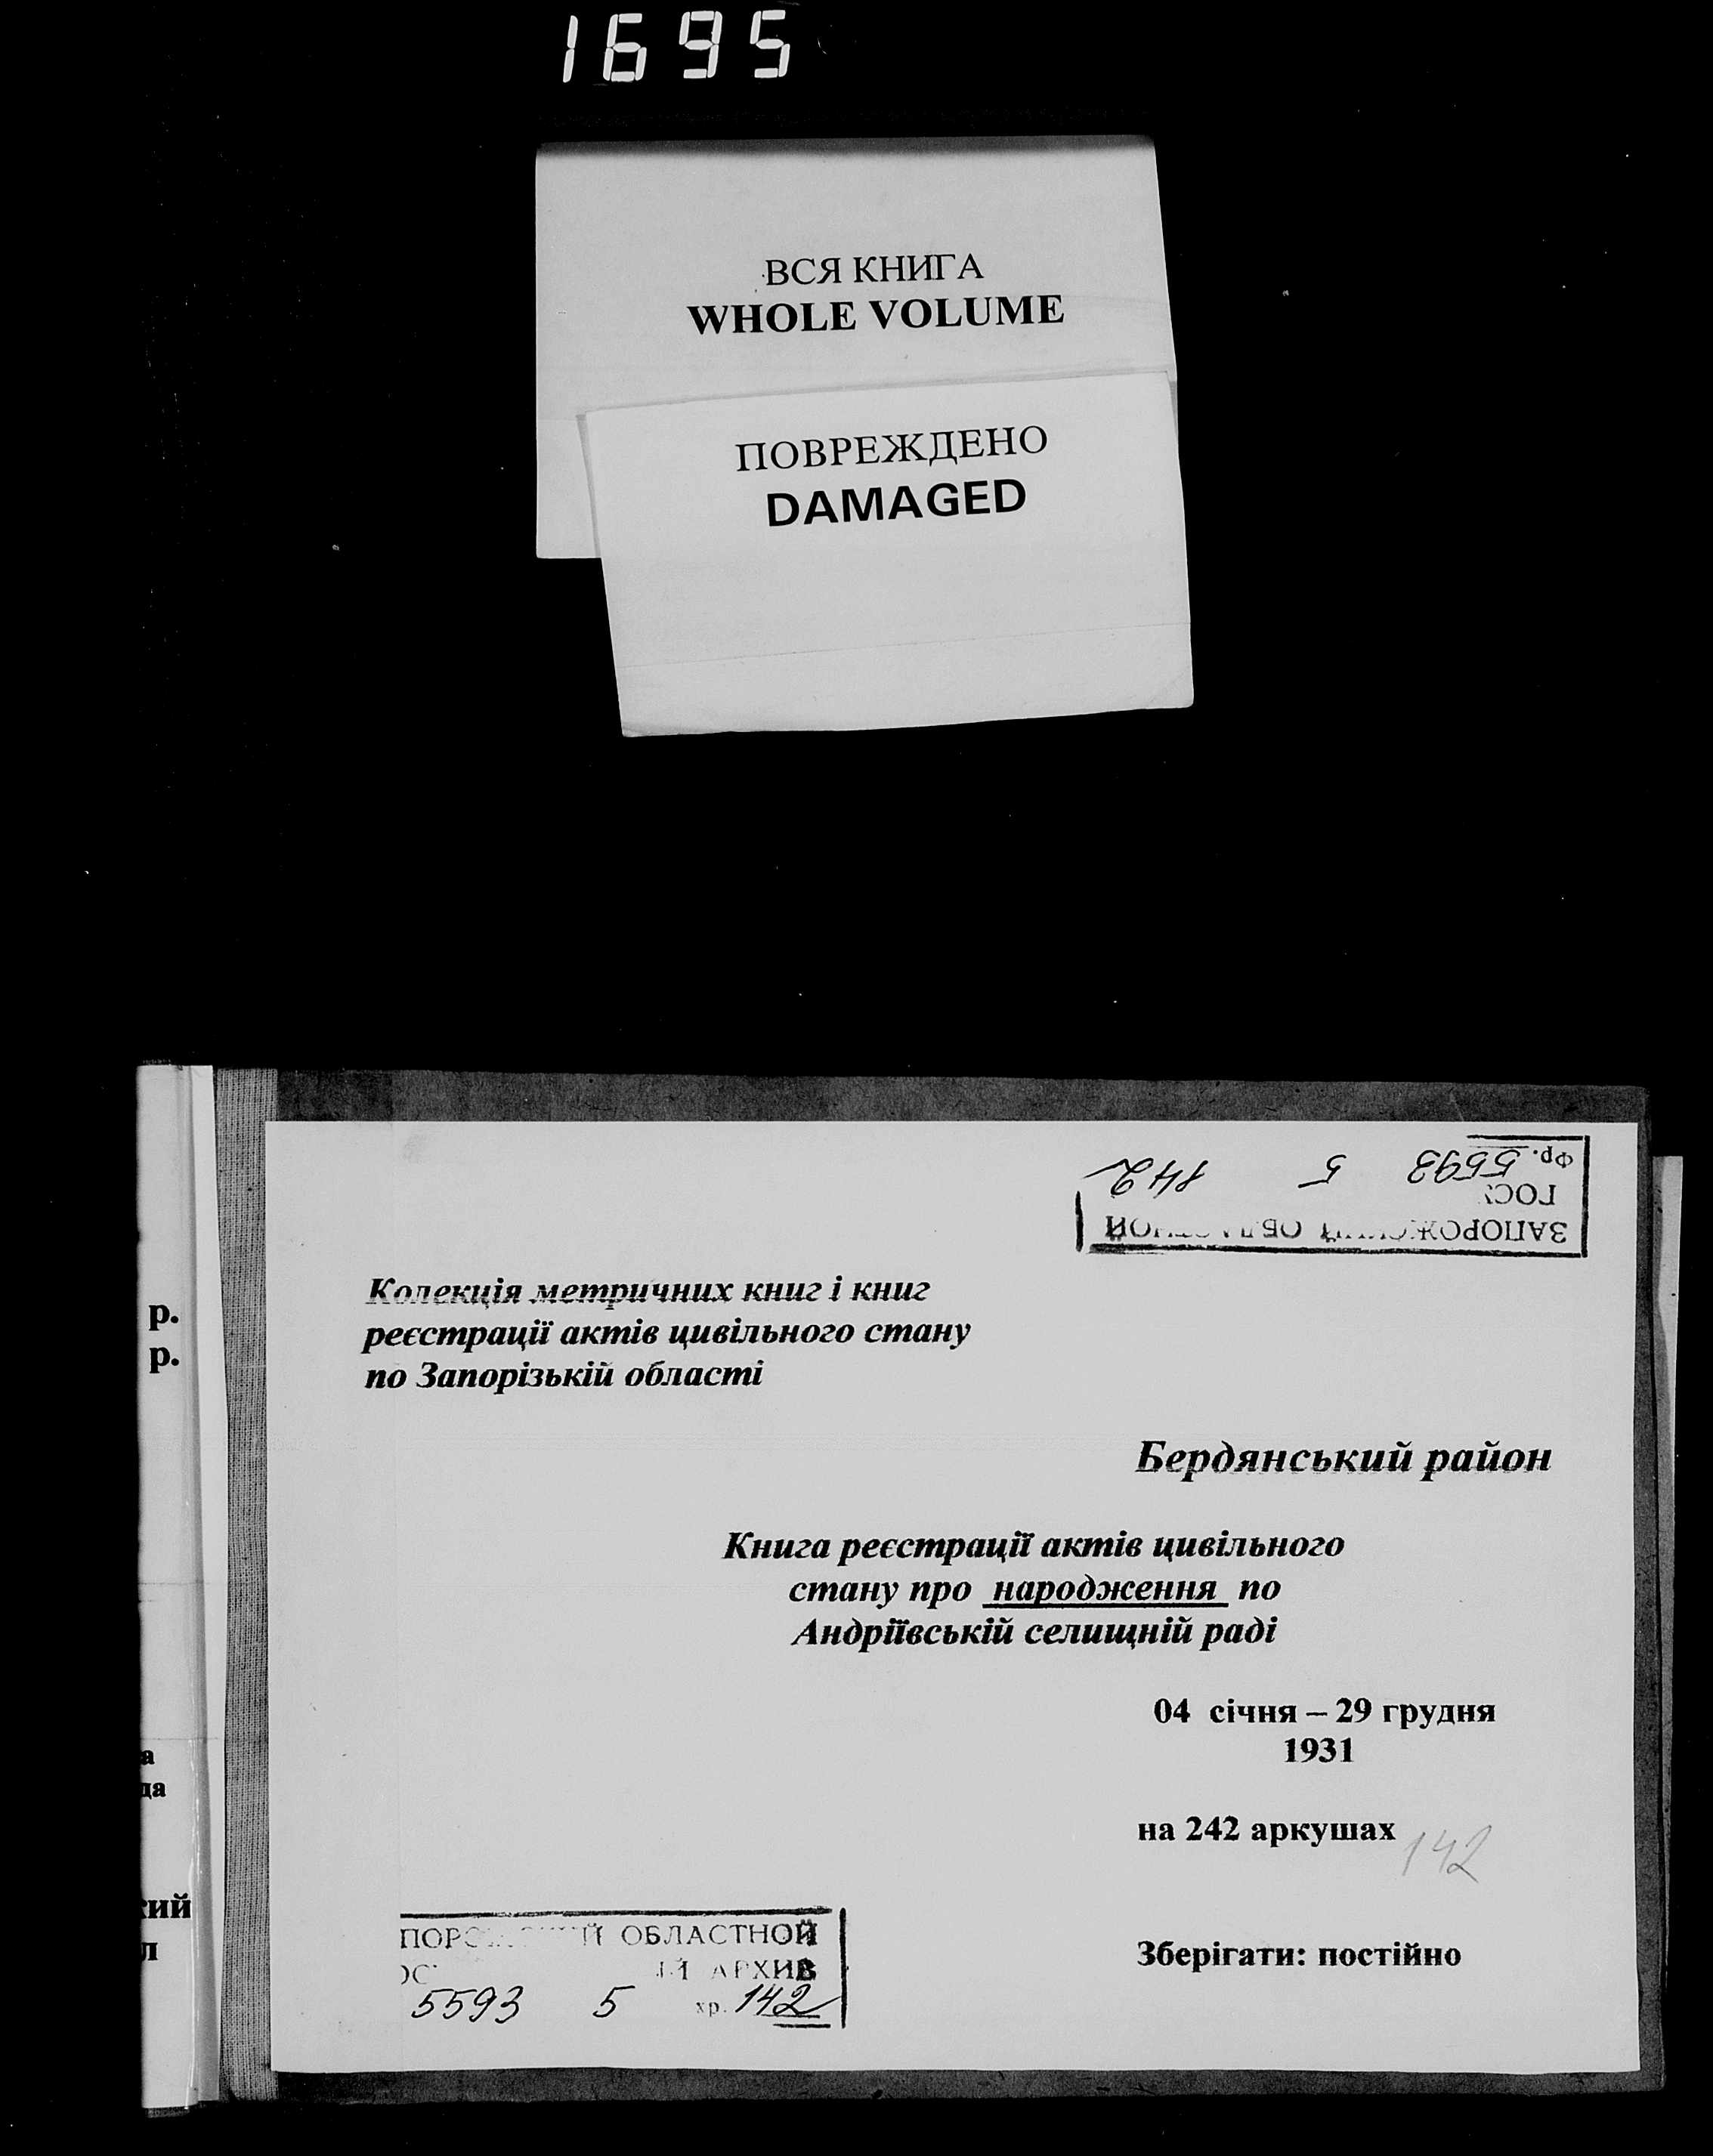 1695
ВСЯ КНИГА
WHOLE VOLUME
ПОВРЕЖДЕНО
DAMAGED
Фр. 5593 5 142
ЗАПОРОЖСКИЙ ОБЛАСТНОЙ
Колекція метричних книг і книг
реєстрації актів цивільного стану
по Запорізькій області
р.
р.
Бердянський район
Книга реєстрації актів цивільного
стану про народження по
Андріївській селищній раді
04 січня – 29 грудня
1931
на 242 аркушах
142
ОБЛАСТНОЙ
АРХИВ
5593 5 хр. 142
Зберігати: постійно